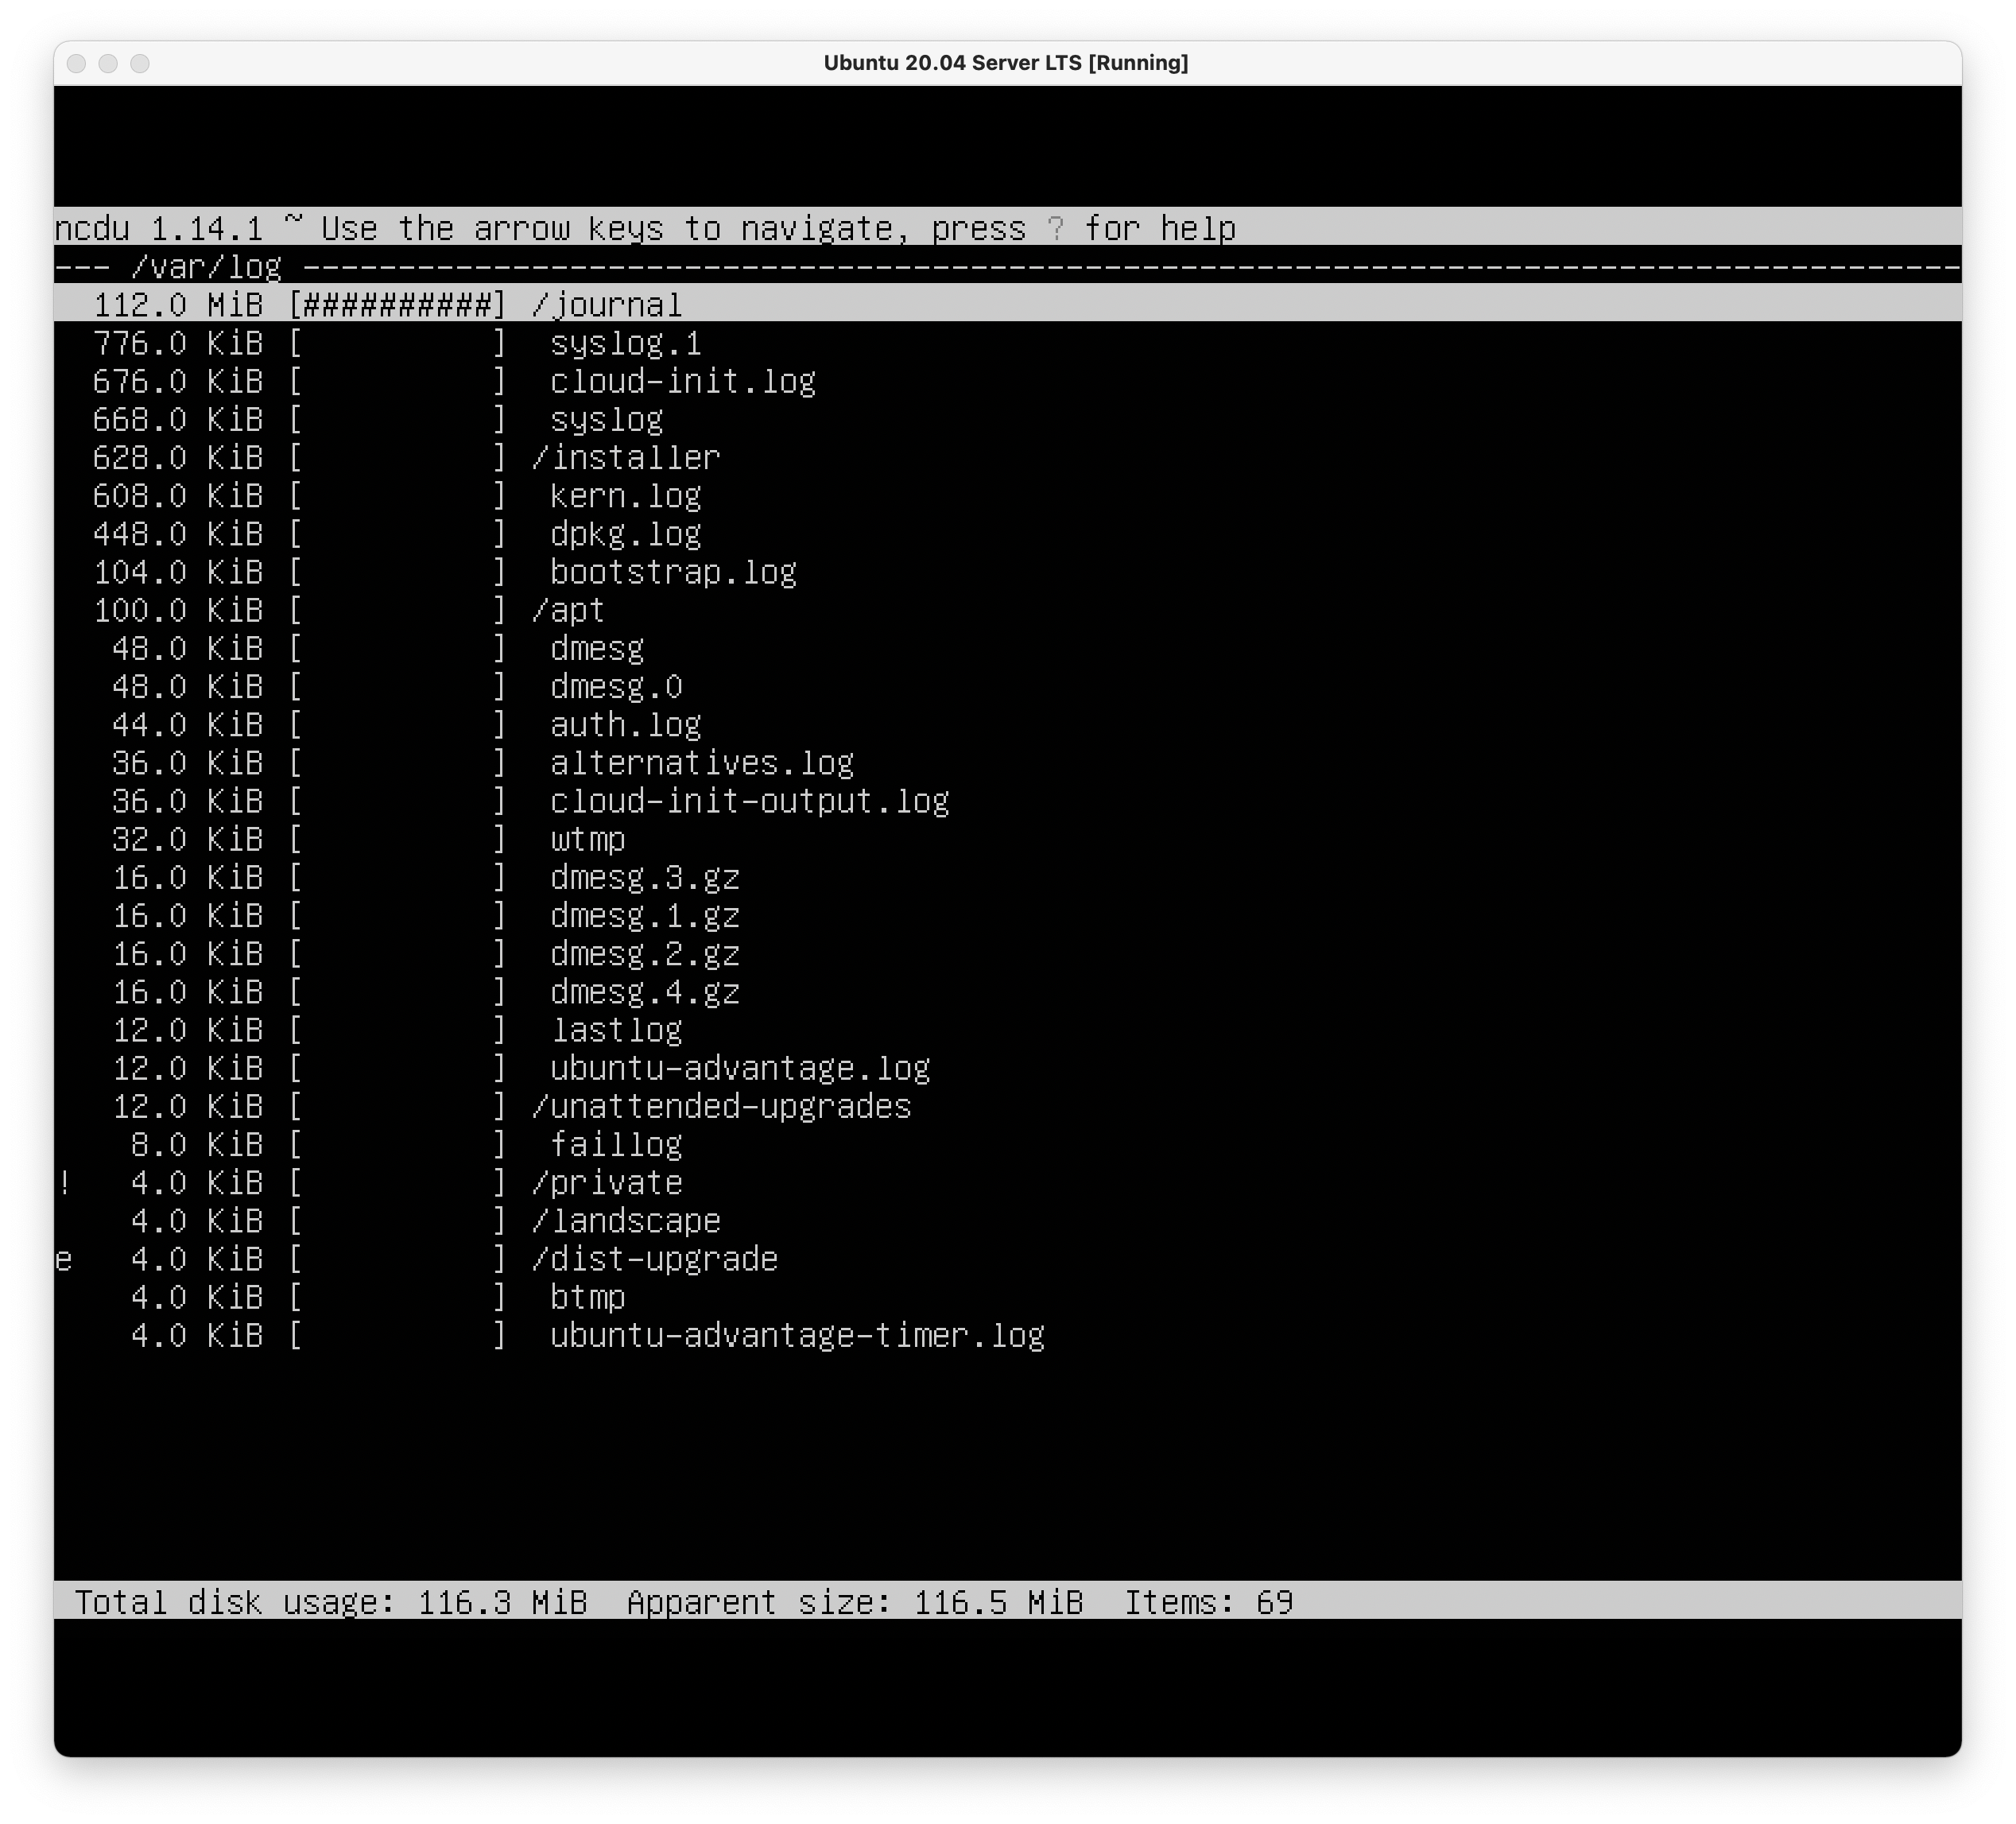 Ubuntu 20.04 Server LTS [Running]
ncdu 1.14.1 ~ Use the arrow keys to navigate, press ? for help
--- /var/log ---------------------------------------------------------------------------------------
  112.0 MiB [##########] /journal
  776.0 KiB [          ]  syslog.1
  676.0 KiB [          ]  cloud-init.log
  668.0 KiB [          ]  syslog
  628.0 KiB [          ] /installer
  608.0 KiB [          ]  kern.log
  448.0 KiB [          ]  dpkg.log
  104.0 KiB [          ]  bootstrap.log
  100.0 KiB [          ] /apt
   48.0 KiB [          ]  dmesg
   48.0 KiB [          ]  dmesg.0
   44.0 KiB [          ]  auth.log
   36.0 KiB [          ]  alternatives.log
   36.0 KiB [          ]  cloud-init-output.log
   32.0 KiB [          ]  wtmp
   16.0 KiB [          ]  dmesg.3.gz
   16.0 KiB [          ]  dmesg.1.gz
   16.0 KiB [          ]  dmesg.2.gz
   16.0 KiB [          ]  dmesg.4.gz
   12.0 KiB [          ]  lastlog
   12.0 KiB [          ]  ubuntu-advantage.log
   12.0 KiB [          ] /unattended-upgrades
    8.0 KiB [          ]  faillog
!   4.0 KiB [          ] /private
    4.0 KiB [          ] /landscape
e   4.0 KiB [          ] /dist-upgrade
    4.0 KiB [          ]  btmp
    4.0 KiB [          ]  ubuntu-advantage-timer.log
 Total disk usage: 116.3 MiB  Apparent size: 116.5 MiB  Items: 69